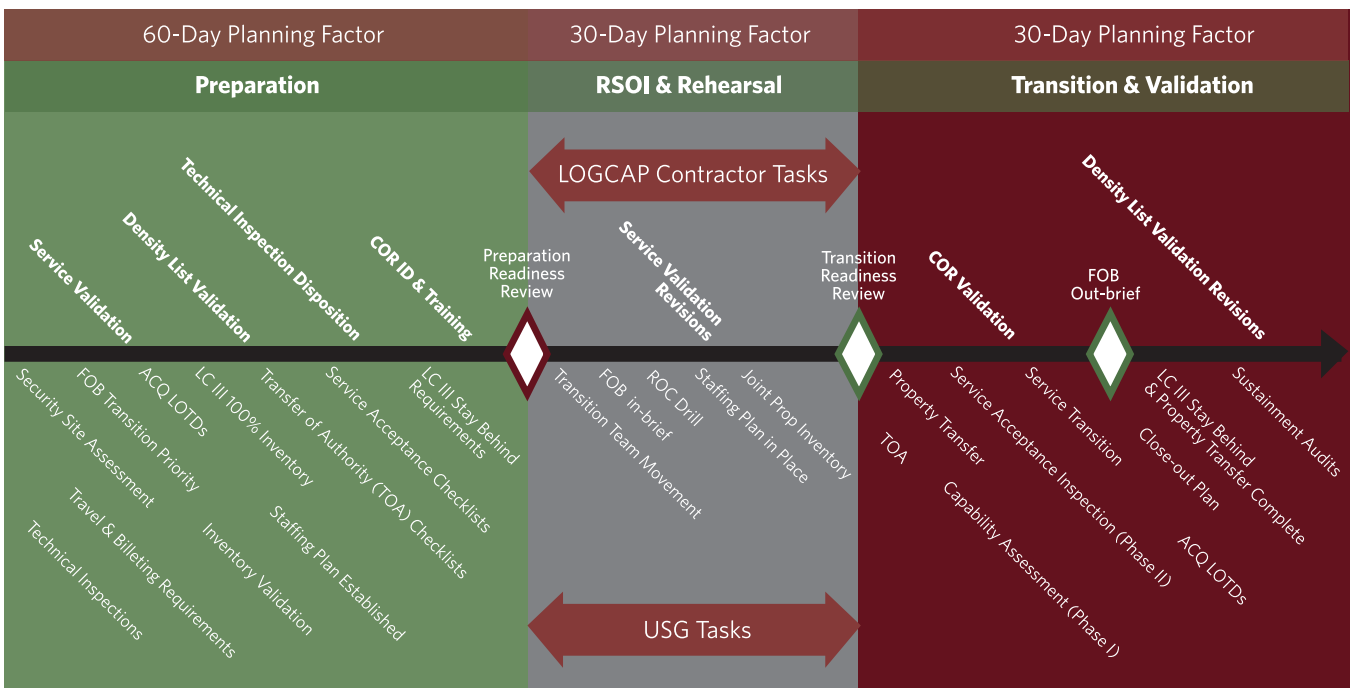 60-Day Planning Factor
30-Day Planning Factor
30-Day Planning Factor
Preparation
RSOI & Rehearsal
Transition & Validation
LOGCAP Contractor Tasks
Service Validation
Density List Validation
Technical Inspection Disposition
COR ID & Training
Preparation
Readiness
Review
Service Validation
Revisions
Transition
Readiness
Review
COR Validation
FOB
Out-brief
Density List Validation Revisions
Security Site Assessment
FOB Transition Priority
ACQ LOTDs
LC III 100% Inventory
Transfer of Authority (TOA) Checklists
Service Acceptance Checklists
LC III Stay Behind
Requirements
Technical Inspections
Travel & Billeting Requirements
Inventory Validation
Staffing Plan Established
Transition Team Movement
FOB in-brief
ROC Drill
Staffing Plan in Place
Joint Prop Inventory
TOA
Property Transfer
Service Acceptance Inspection (Phase II)
Service Transition
Capability Assessment (Phase I)
LC III Stay Behind
& Property Transfer Complete
Close-out Plan
ACQ LOTDs
Sustainment Audits
USG Tasks